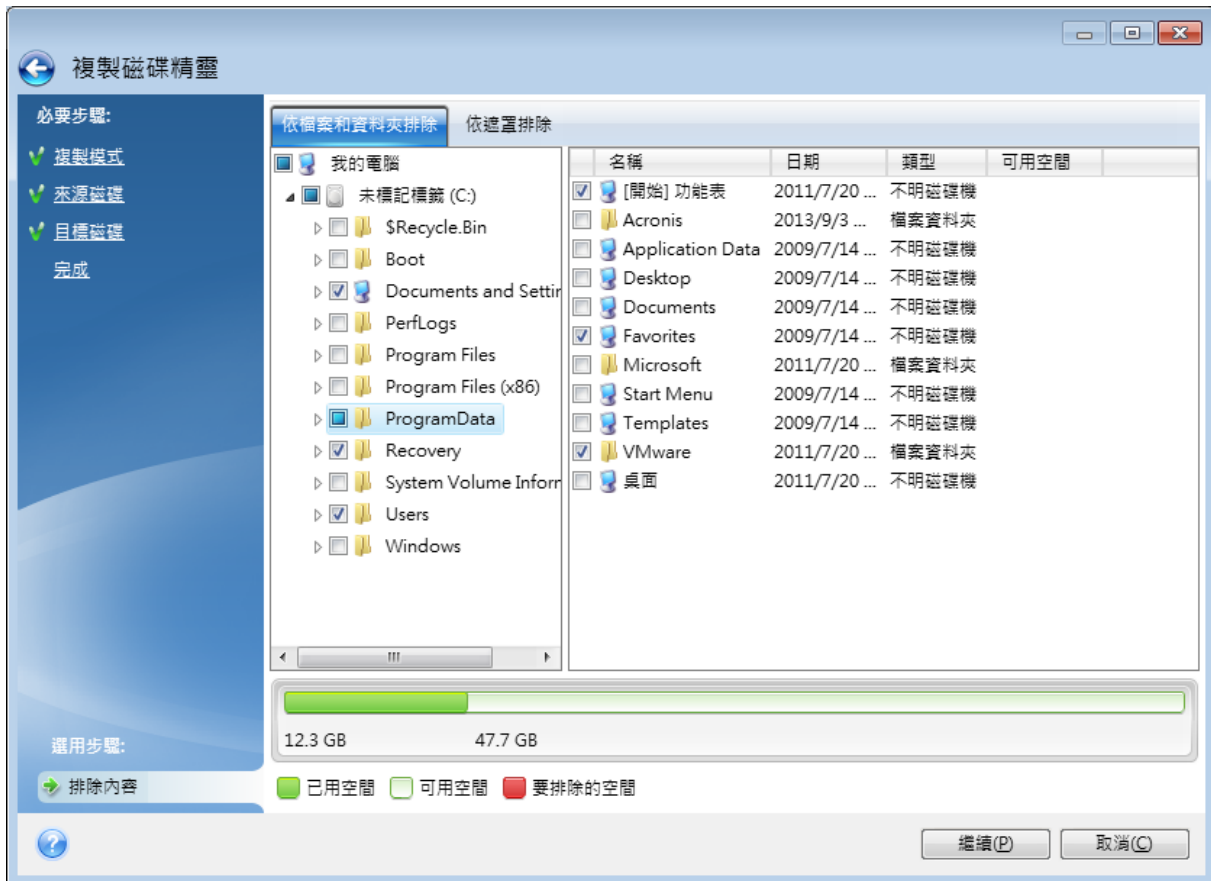 複製磁碟精靈
必要步驟:
複製模式
來源磁碟
目標磁碟
完成
選用步驟:
排除內容
依檔案和資料夾排除 依遮罩排除
我的電腦
未標記標籤 (C:)
$Recycle.Bin
Boot
Documents and Settin
PerfLogs
Program Files
Program Files (x86)
ProgramData
Recovery
System Volume Inforr
Users
Windows
名稱 日期 類型 可用空間
[開始] 功能表 2011/7/20 ... 不明磁碟機
Acronis 2013/9/3 ... 檔案資料夾
Application Data 2009/7/14 ... 不明磁碟機
Desktop 2009/7/14 ... 不明磁碟機
Documents 2009/7/14 ... 不明磁碟機
Favorites 2009/7/14 ... 不明磁碟機
Microsoft 2011/7/20 ... 檔案資料夾
Start Menu 2009/7/14 ... 不明磁碟機
Templates 2009/7/14 ... 不明磁碟機
VMware 2011/7/20 ... 檔案資料夾
桌面 2011/7/20 ... 不明磁碟機
12.3 GB 47.7 GB
已用空間 可用空間 要排除的空間
繼續(P) 取消(C)